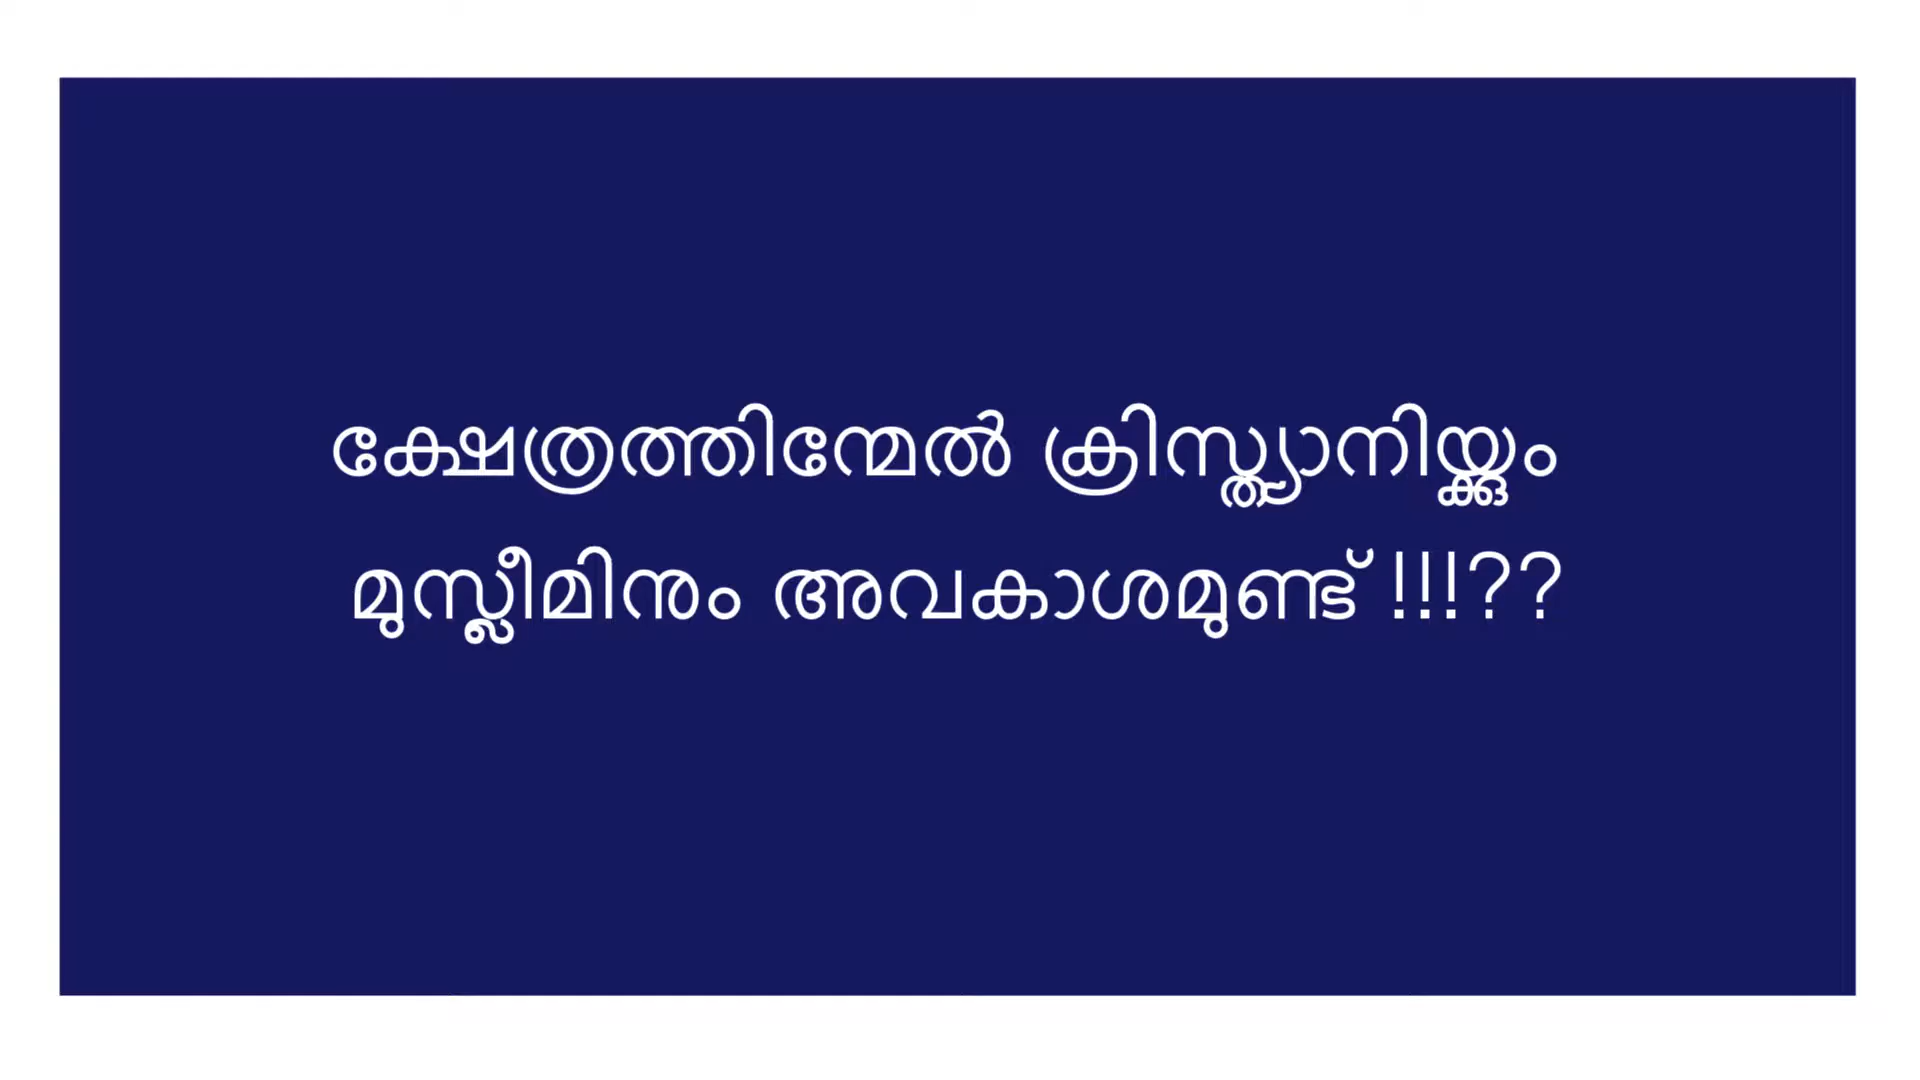 ക്ഷേത്രത്തിന്മേൽ ക്രിസ്ത്യാനിയ്ക്കും
മുസ്ലീമിനും അവകാശമുണ്ട് !!!??